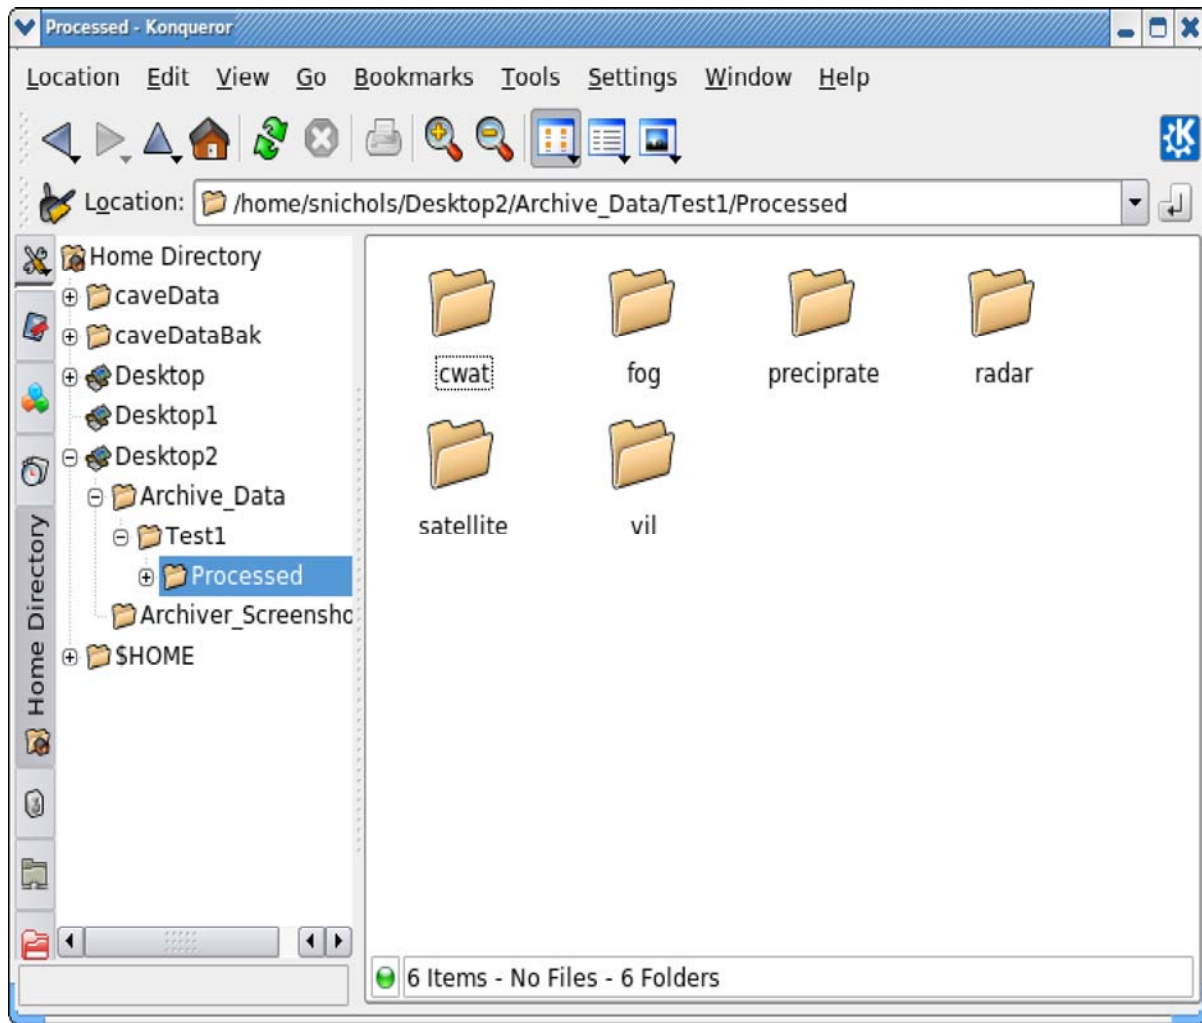 Processed - Konqueror
Location Edit View Go Bookmarks Tools Settings Window Help
Location: /home/snichols/Desktop2/Archive_Data/Test1/Processed
Home Directory
Home Directory
caveData
caveDataBak
Desktop
Desktop1
Desktop2
Archive_Data
Test1
Processed
Archiver_Screensho
$HOME
cwat fog preciprate radar
satellite vil
6 Items - No Files - 6 Folders